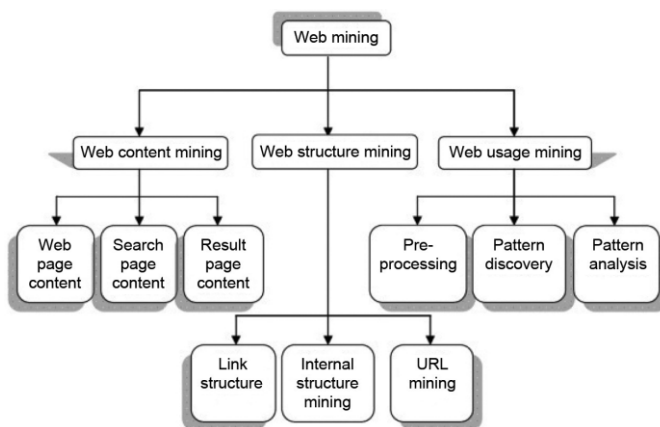 Web mining
Web content mining
Web structure mining
Web usage mining
Web
page
content
Search
page
content
Result
page
content
Pre-
processing
Pattern
discovery
Pattern
analysis
Link
structure
Internal
structure
mining
URL
mining